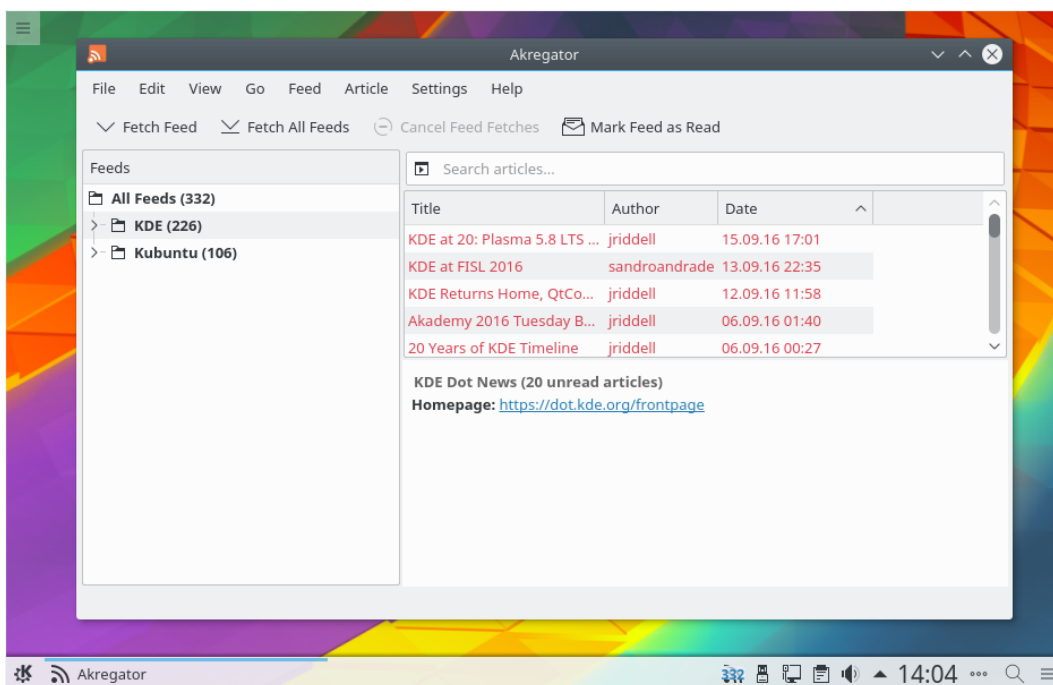 Akregator
File Edit View Go Feed Article Settings Help
Fetch Feed Fetch All Feeds Cancel Feed Fetches Mark Feed as Read
Feeds
Search articles...
All Feeds (332)
KDE (226)
Kubuntu (106)
Title Author Date
KDE at 20: Plasma 5.8 LTS ... jriddell 15.09.16 17:01
KDE at FISL 2016 sandroandrade 13.09.16 22:35
KDE Returns Home, QtCo... jriddell 12.09.16 11:58
Akademy 2016 Tuesday B... jriddell 06.09.16 01:40
20 Years of KDE Timeline jriddell 06.09.16 00:27
KDE Dot News (20 unread articles)
Homepage: https://dot.kde.org/frontpage
Akregator 332 14:04